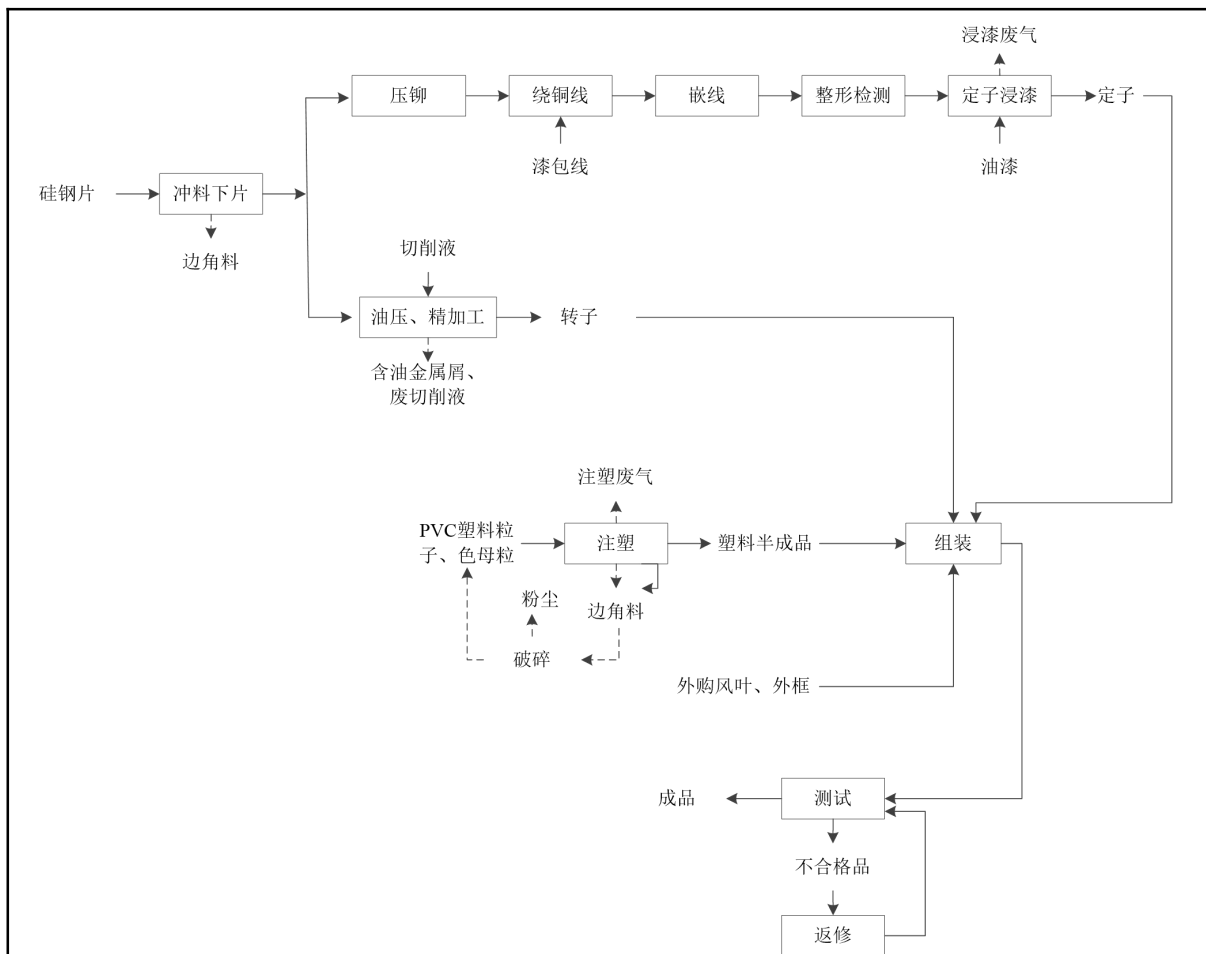 浸漆废气
压铆
绕铜线
嵌线
整形检测
定子浸漆
定子
漆包线
油漆
硅钢片
冲料下片
边角料
切削液
油压、精加工
转子
含油金属屑、
废切削液
注塑废气
PVC塑料粒
子、色母粒
注塑
塑料半成品
组装
粉尘
边角料
破碎
外购风叶、外框
成品
测试
不合格品
返修